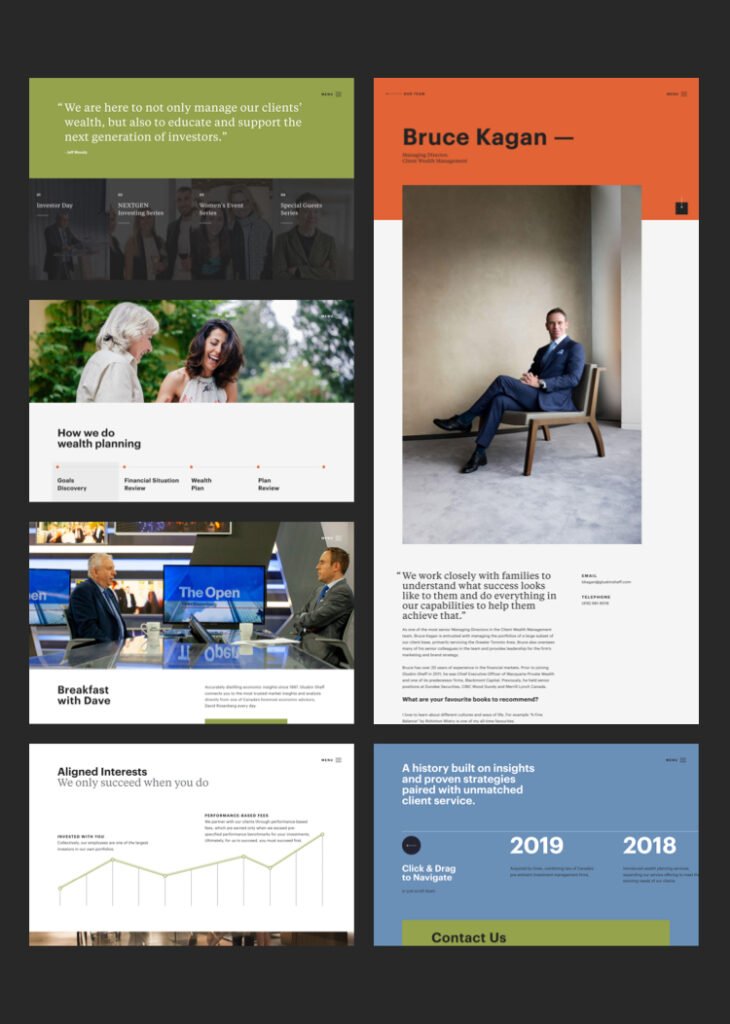 MENU
“We are here to not only manage our clients’
wealth, but also to educate and support the
next generation of investors.”
01
Investor Day
02
NEXTGEN
Investing Series
03
Women's Event
Series
04
Special Guests
Series
MENU
How we do
wealth planning
Goals
Discovery
Financial Situation
Review
Wealth
Plan
Plan
Review
MENU
The Open
Breakfast
with Dave
Accurately distilling economic insights since 1997, Gluskin Sheff
connects you to the most trusted market insights and analysis
directly from one of Canada's foremost economic advisors,
David Rosenberg every day.
MENU
Aligned Interests
We only succeed when you do
INVESTED WITH YOU
Collectively, our employees are one of the largest
investors in our own portfolios.
PERFORMANCE BASED FEES
We partner with our clients through performance based
fees, which are earned only when we exceed pre-
specified performance benchmarks for your investments.
Ultimately, for us to succeed, you must succeed first.
OUR TEAM
MENU
Bruce Kagan —
Managing Director,
Client Wealth Management
“We work closely with families to
understand what success looks
like to them and do everything in
our capabilities to help them
achieve that.”
EMAIL
bkagan@gluskinsheff.com
TELEPHONE
As one of the most senior Managing Directors in the Client Wealth Management
team, Bruce Kagan is entrusted with managing the portfolios of a large subset of
our client base, primarily servicing the Greater Toronto Area. Bruce also oversees
many of his senior colleagues in the team and provides leadership for the firm's
marketing and brand strategy.
Bruce has over 20 years of experience in the financial markets. Prior to joining
Gluskin Sheff in 2011, he was Chief Executive Officer of Macquarie Private Wealth
and one of its predecessor firms, Blackmont Capital. Previously, he held senior
positions at Dundee Securities, CIBC Wood Gundy and Merrill Lynch Canada.
What are your favourite books to recommend?
I love to learn about different cultures and ways of life. For example "A Fine
Balance" by Rohinton Mistry is one of my all-time favourites.
MENU
A history built on insights
and proven strategies
paired with unmatched
client service.
Click & Drag
to Navigate
or just scroll down
2019
Acquired by Onex, combining two of Canada's
pre-eminent investment management firms.
2018
Introduced wealth planning services,
expanding our service offering to meet the
evolving needs of our clients.
Contact Us